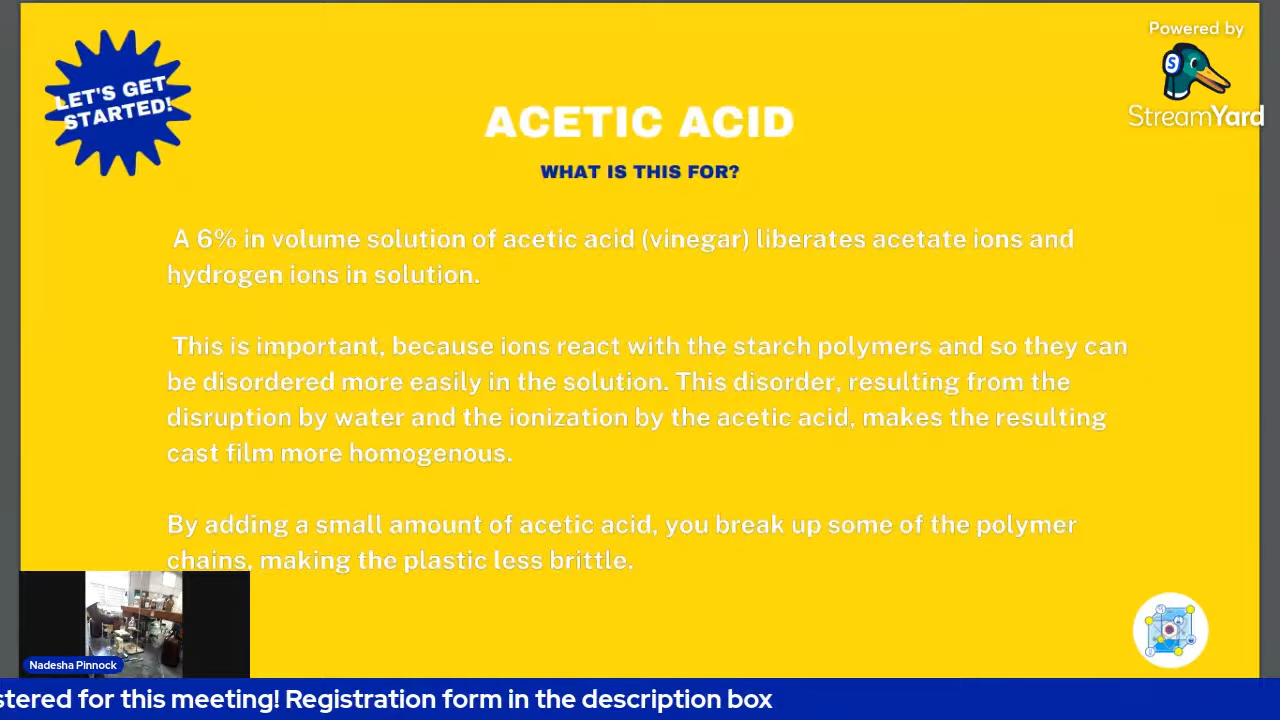 LET'S GET
STARTED!
Powered by
StreamYard
ACETIC ACID
WHAT IS THIS FOR?
A 6% in volume solution of acetic acid (vinegar) liberates acetate ions and
hydrogen ions in solution.
This is important, because ions react with the starch polymers and so they can
be disordered more easily in the solution. This disorder, resulting from the
disruption by water and the ionization by the acetic acid, makes the resulting
cast film more homogenous.
By adding a small amount of acetic acid, you break up some of the polymer
chains, making the plastic less brittle.
Nadesha Pinnock
stered for this meeting! Registration form in the description box